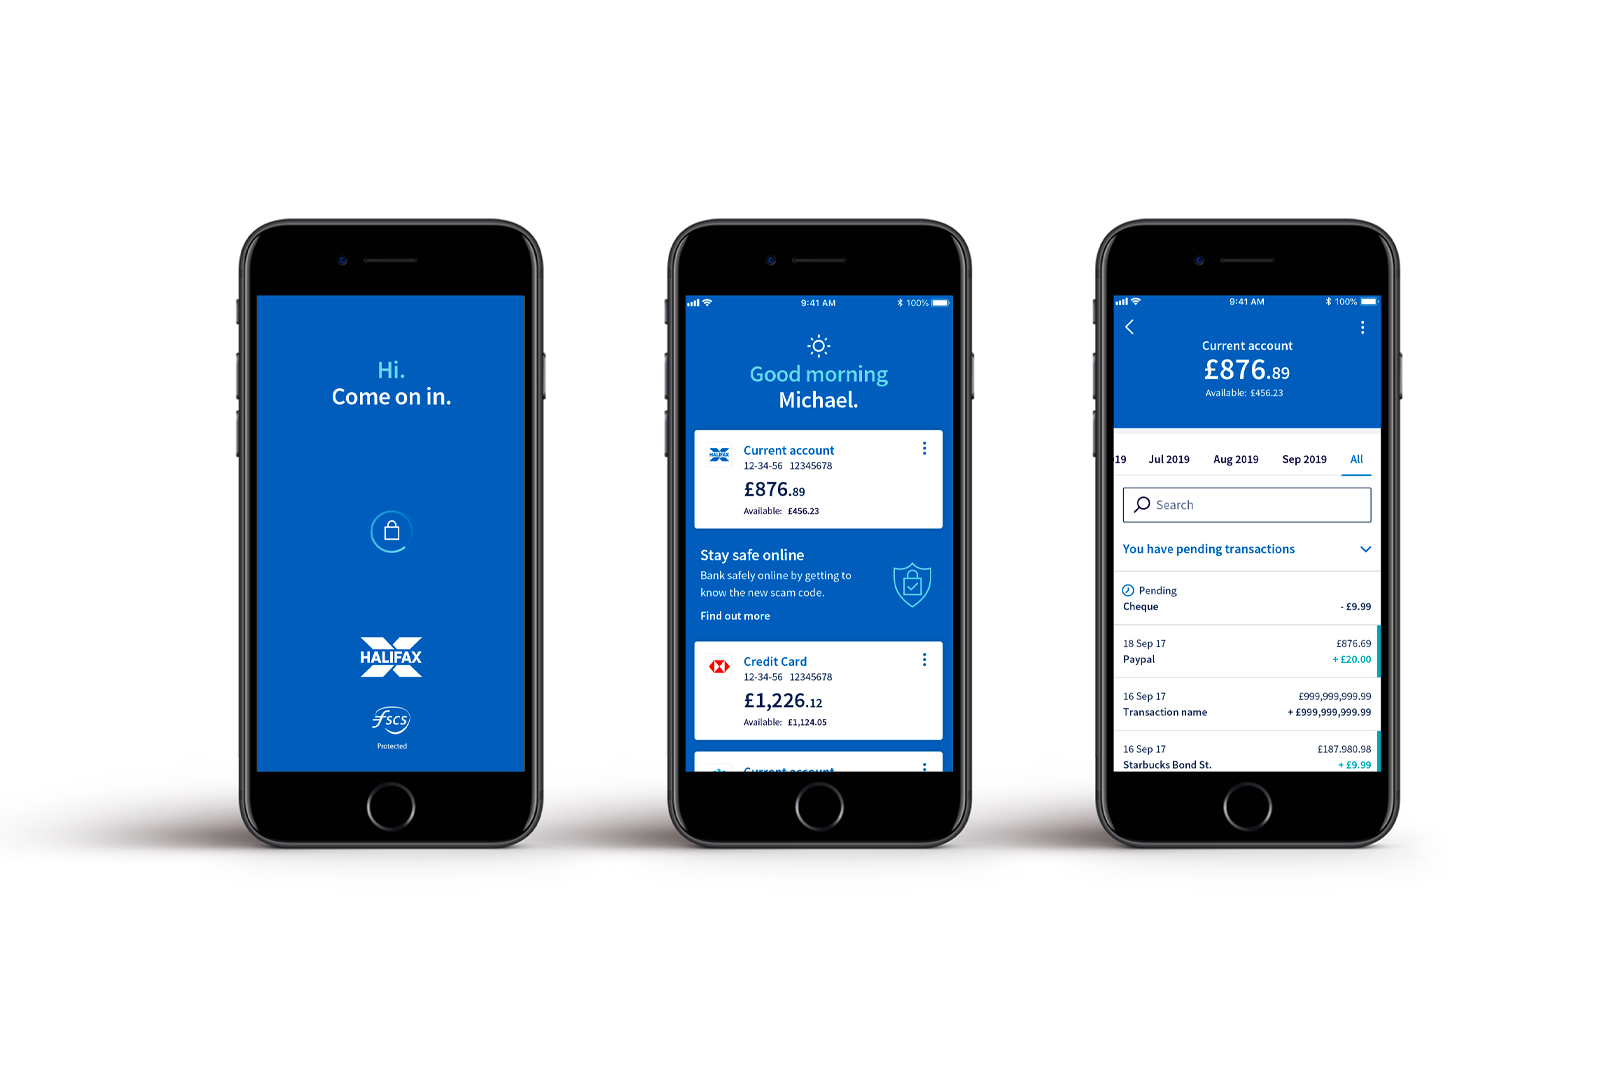 Hi.
Come on in.
HALIFAX
fscs
Protected
9:41 AM
100%
Good morning
Michael.
HALIFAX
Current account
12-34-56 12345678
£876.89
Available: £456.23
Stay safe online
Bank safely online by getting to
know the new scam code.
Find out more
Credit Card
12-34-56 12345678
£1,226.12
Available: £1,124.05
Current account
9:41 AM
100%
Current account
£876.89
Available: £456.23
19 Jul 2019 Aug 2019 Sep 2019 All
Search
You have pending transactions
Pending
Cheque - £9.99
18 Sep 17 £876.69
Paypal + £20.00
16 Sep 17 £999,999,999.99
Transaction name + £999,999,999.99
16 Sep 17 £187.980.98
Starbucks Bond St. + £9.99